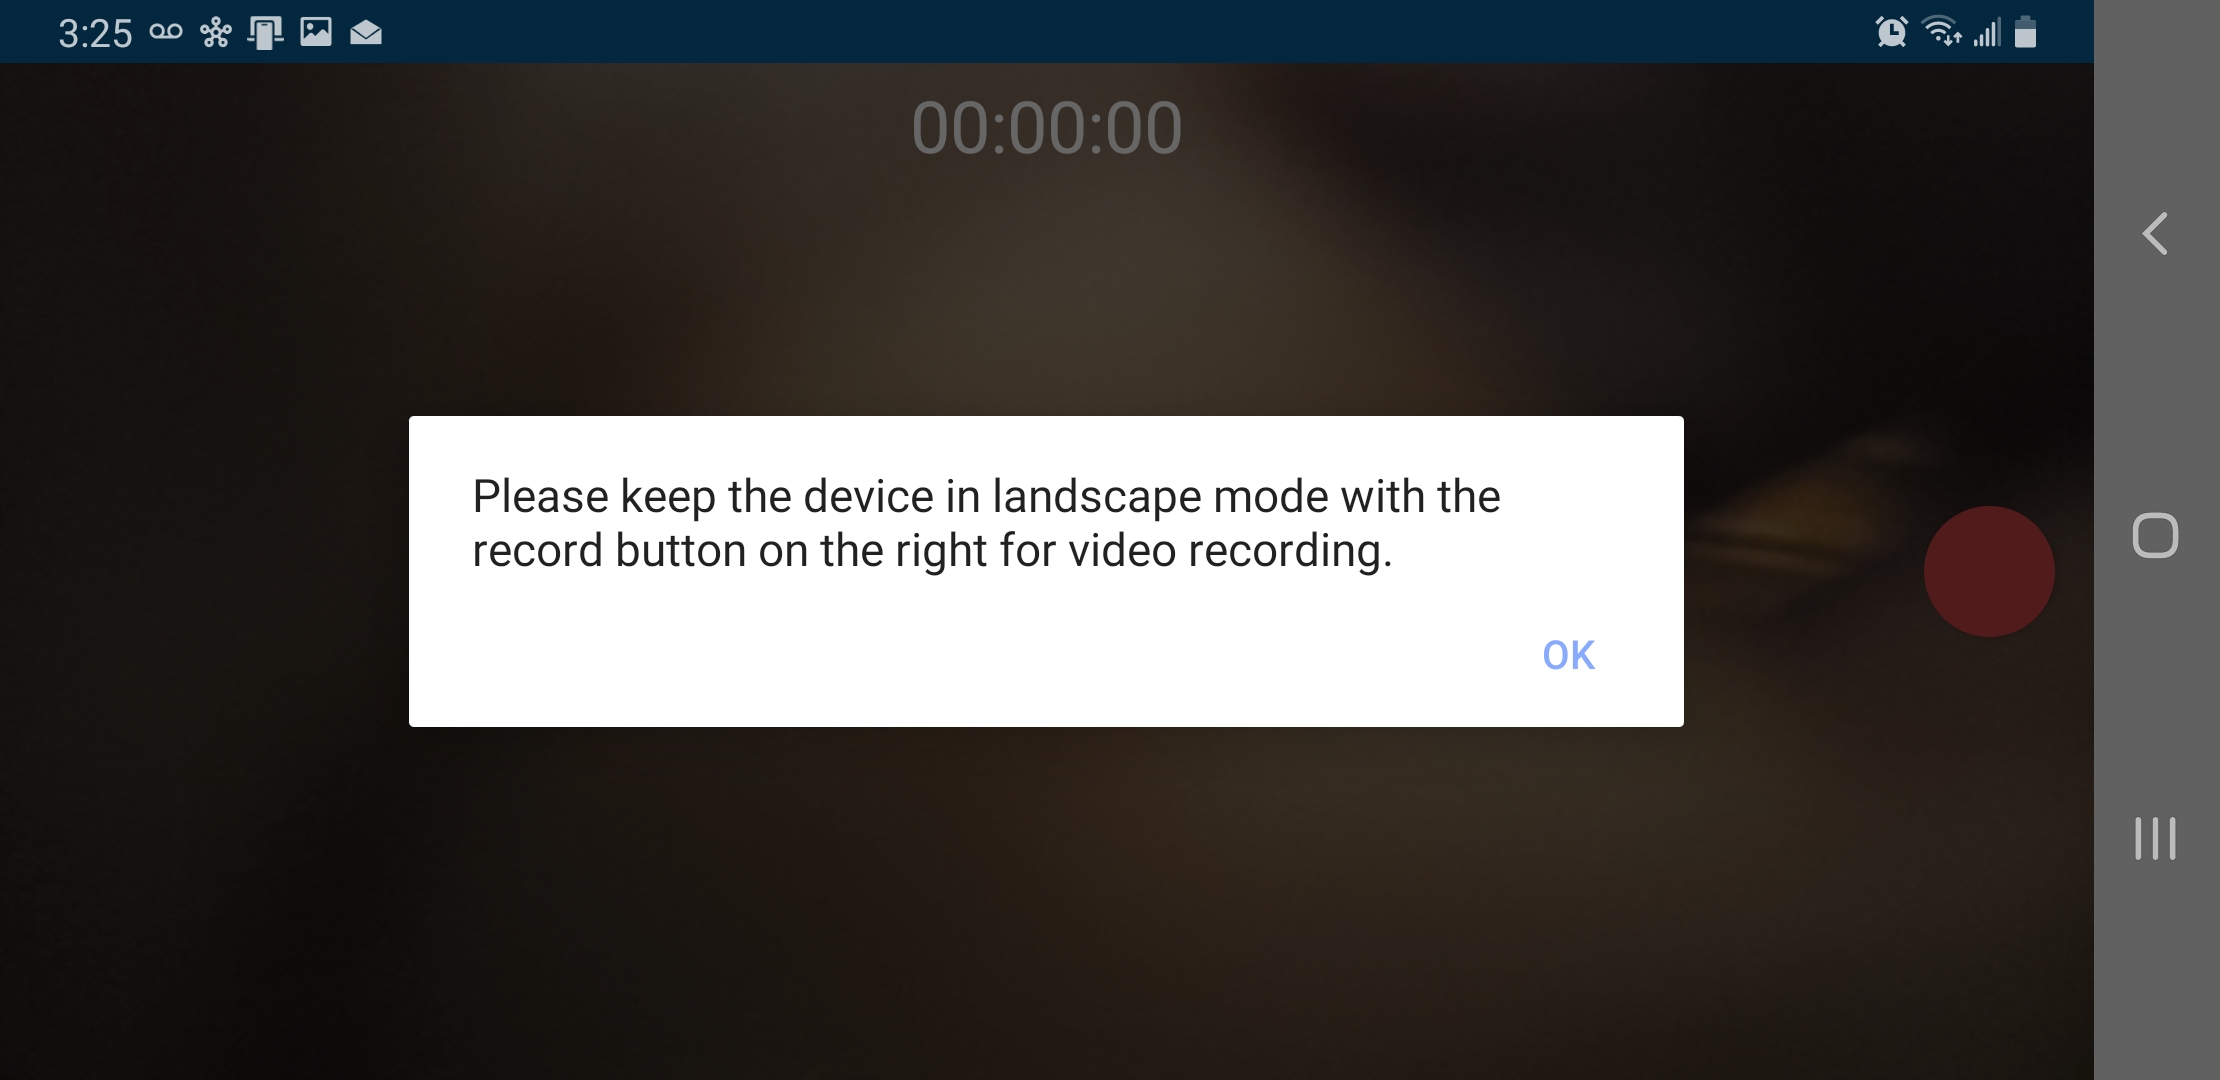 3:25
00:00:00
Please keep the device in landscape mode with the
record button on the right for video recording.
OK